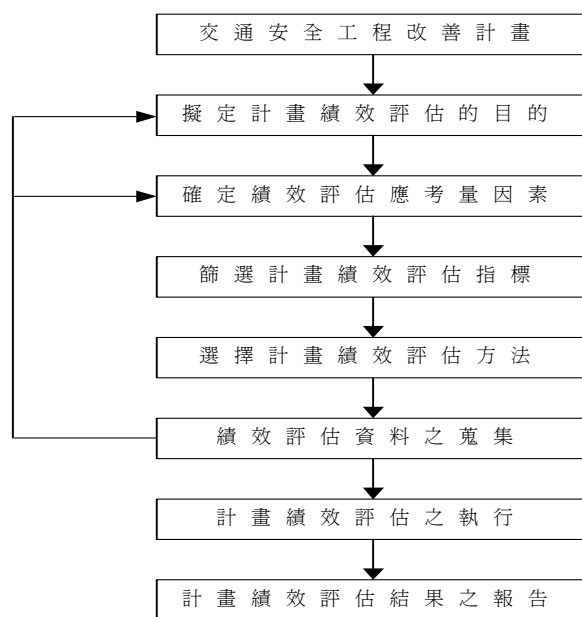 交通安全工程改善計畫
擬定計畫績效評估的目的
確定績效評估應考量因素
篩選計畫績效評估指標
選擇計畫績效評估方法
績效評估資料之蒐集
計畫績效評估之執行
計畫績效評估結果之報告